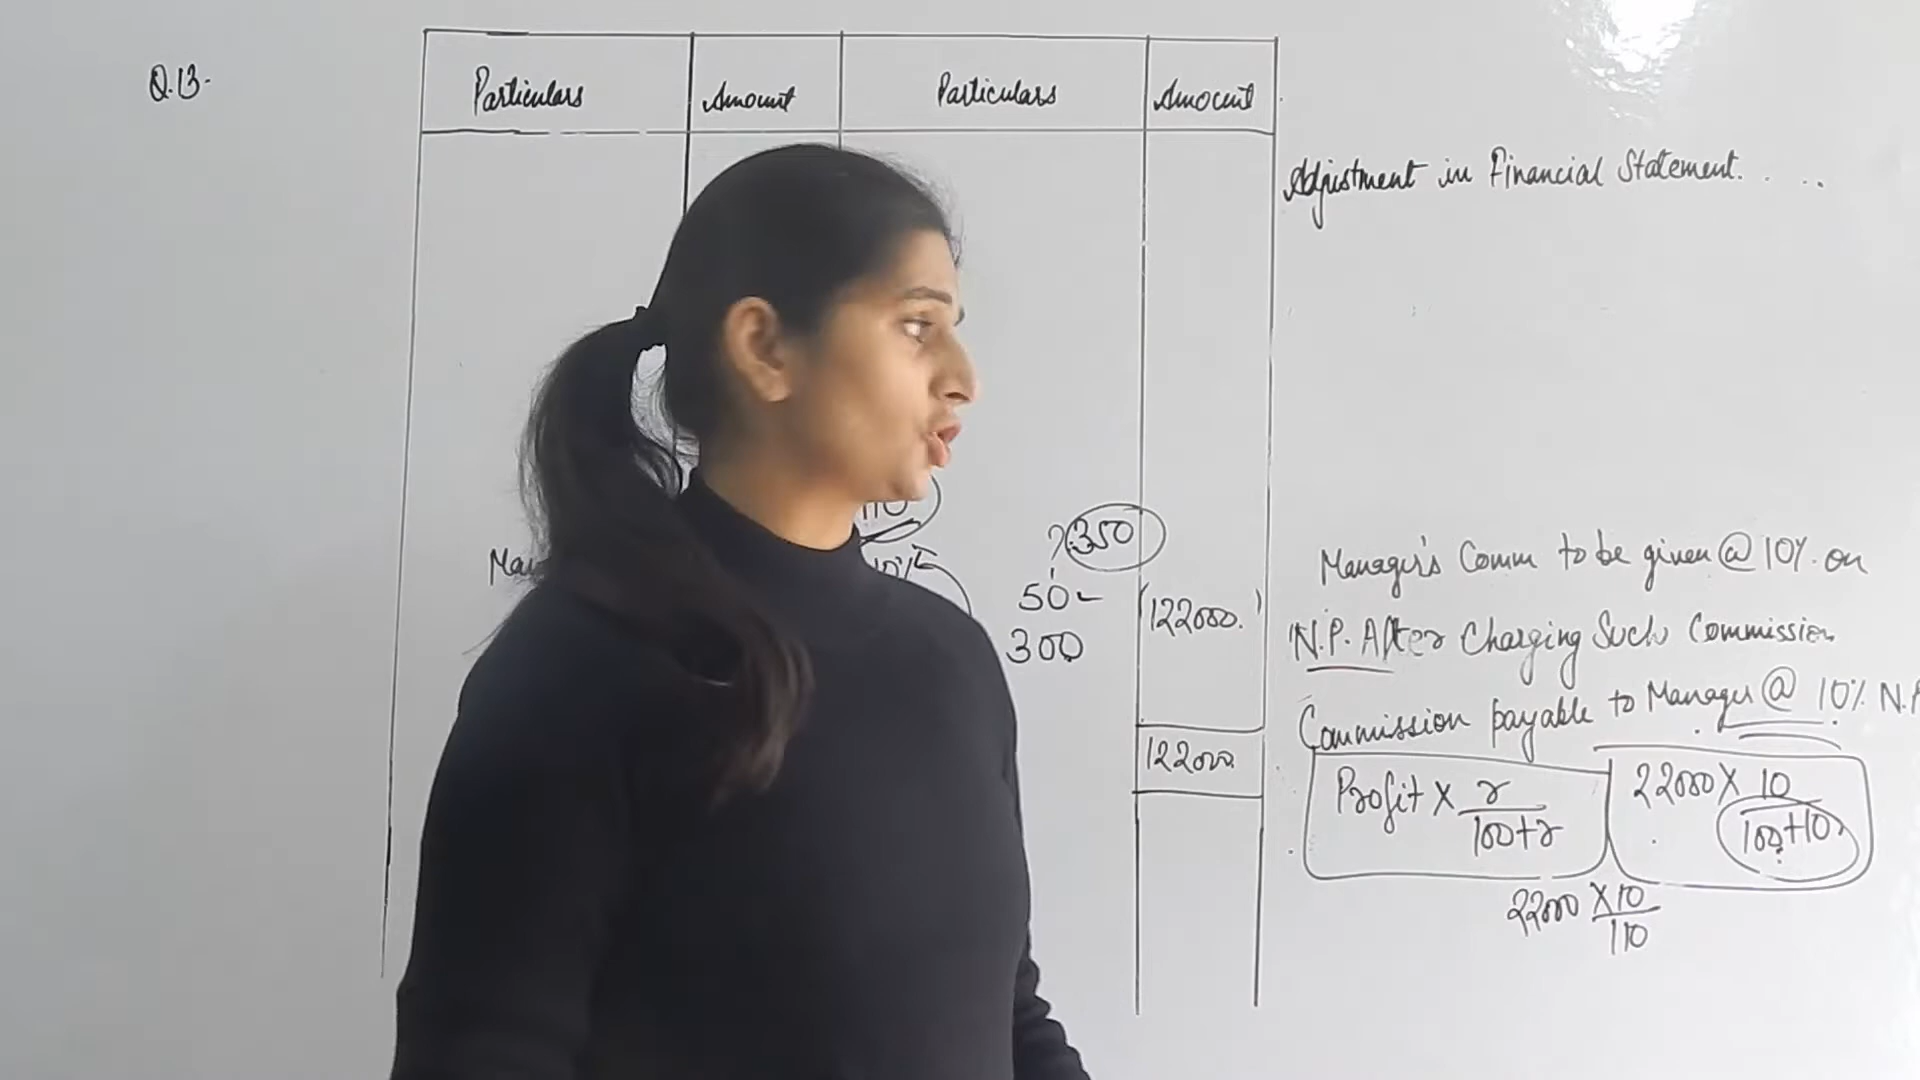 Q.13.
Particulars Amount Particulars Amount
Adjustment in Financial Statement. . . .
110
?
350
10%
50
300
122000.
122000.
Manager's Comm to be given @ 10% on
N.P. After Charging Such Commission
Commission payable to Manager @ 10% N.P
Profit × r / 100+r
22000 × 10 / 100+10
22000 × 10 / 110